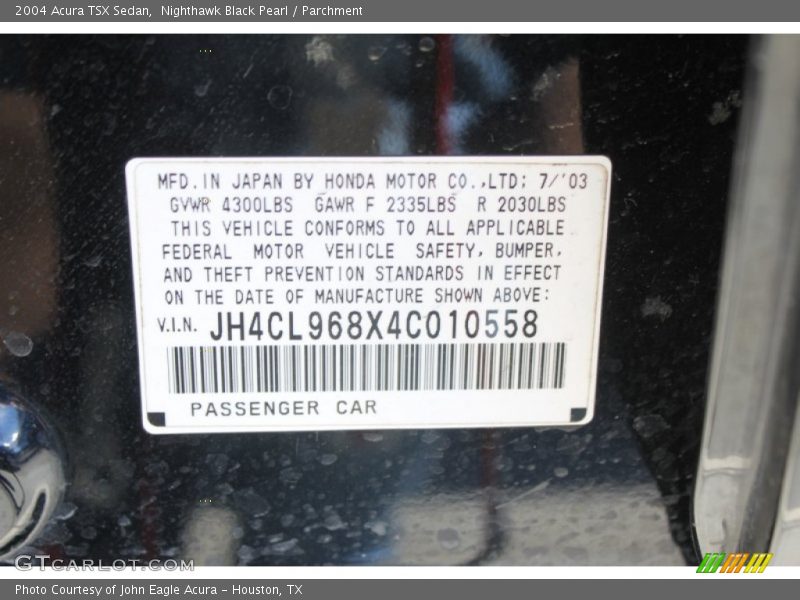 2004 Acura TSX Sedan,  Nighthawk Black Pearl / Parchment
MFD. IN JAPAN BY HONDA MOTOR CO.,LTD; 7/'03
GVWR 4300LBS GAWR F 2335LBS R 2030LBS
THIS VEHICLE CONFORMS TO ALL APPLICABLE
FEDERAL MOTOR VEHICLE SAFETY, BUMPER,
AND THEFT PREVENTION STANDARDS IN EFFECT
ON THE DATE OF MANUFACTURE SHOWN ABOVE:
V.I.N. JH4CL968X4C010558
PASSENGER CAR
GTCARLOT.COM
Photo Courtesy of John Eagle Acura - Houston, TX